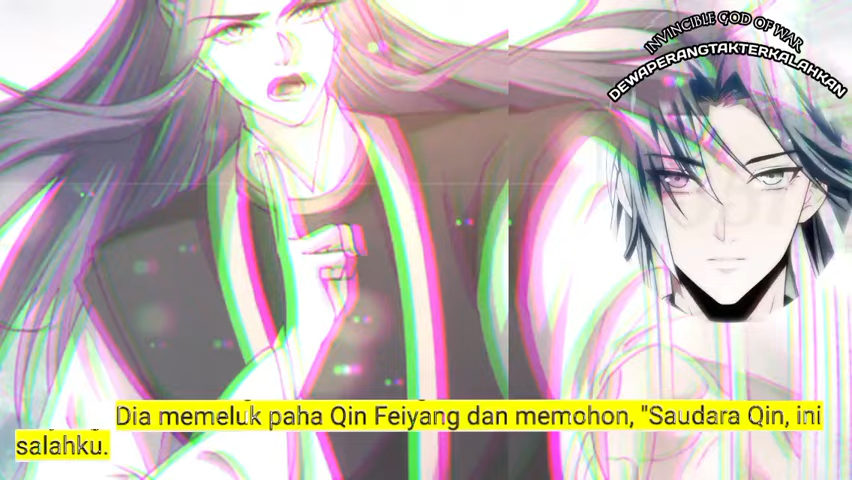 INVINCIBLE GOD OF WAR
DEWAPERANGTAKTERKALAHKAN
Dia memeluk paha Qin Feiyang dan memohon, "Saudara Qin, ini
salahku.